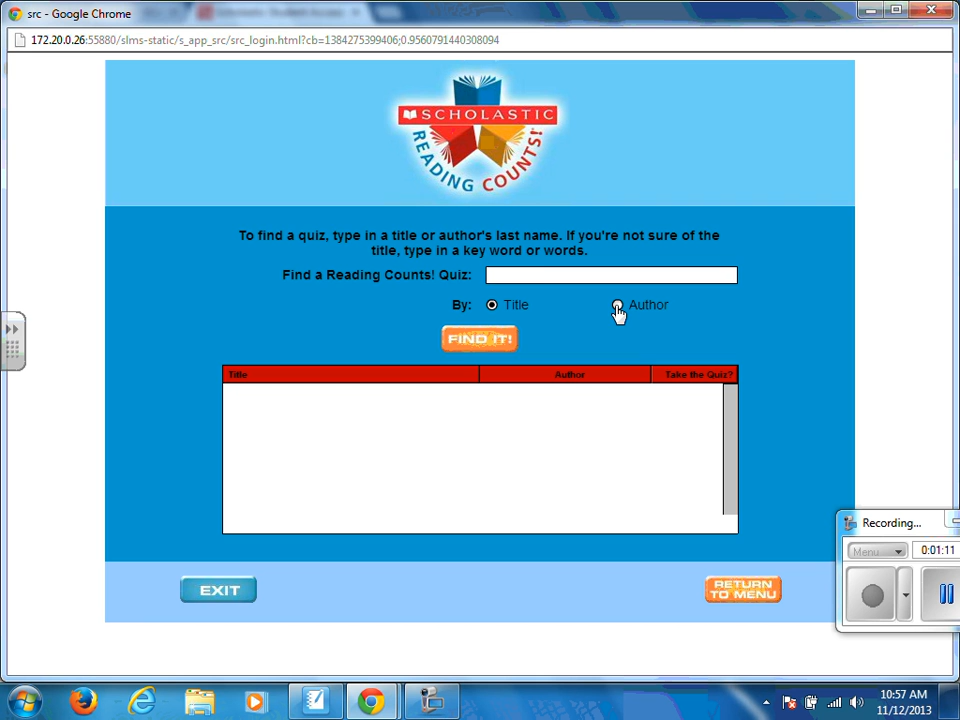 src - Google Chrome
172.20.0.26:55880/slms-static/s_app_src/src_login.html?cb=1384275399406;0.9560791440308094
SCHOLASTIC
READING COUNTS!
To find a quiz, type in a title or author's last name. If you're not sure of the
title, type in a key word or words.
Find a Reading Counts! Quiz:
By: Title Author
FIND IT!
Title Author Take the Quiz?
Recording...
Menu 0:01:11
EXIT
RETURN
TO MENU
10:57 AM
11/12/2013